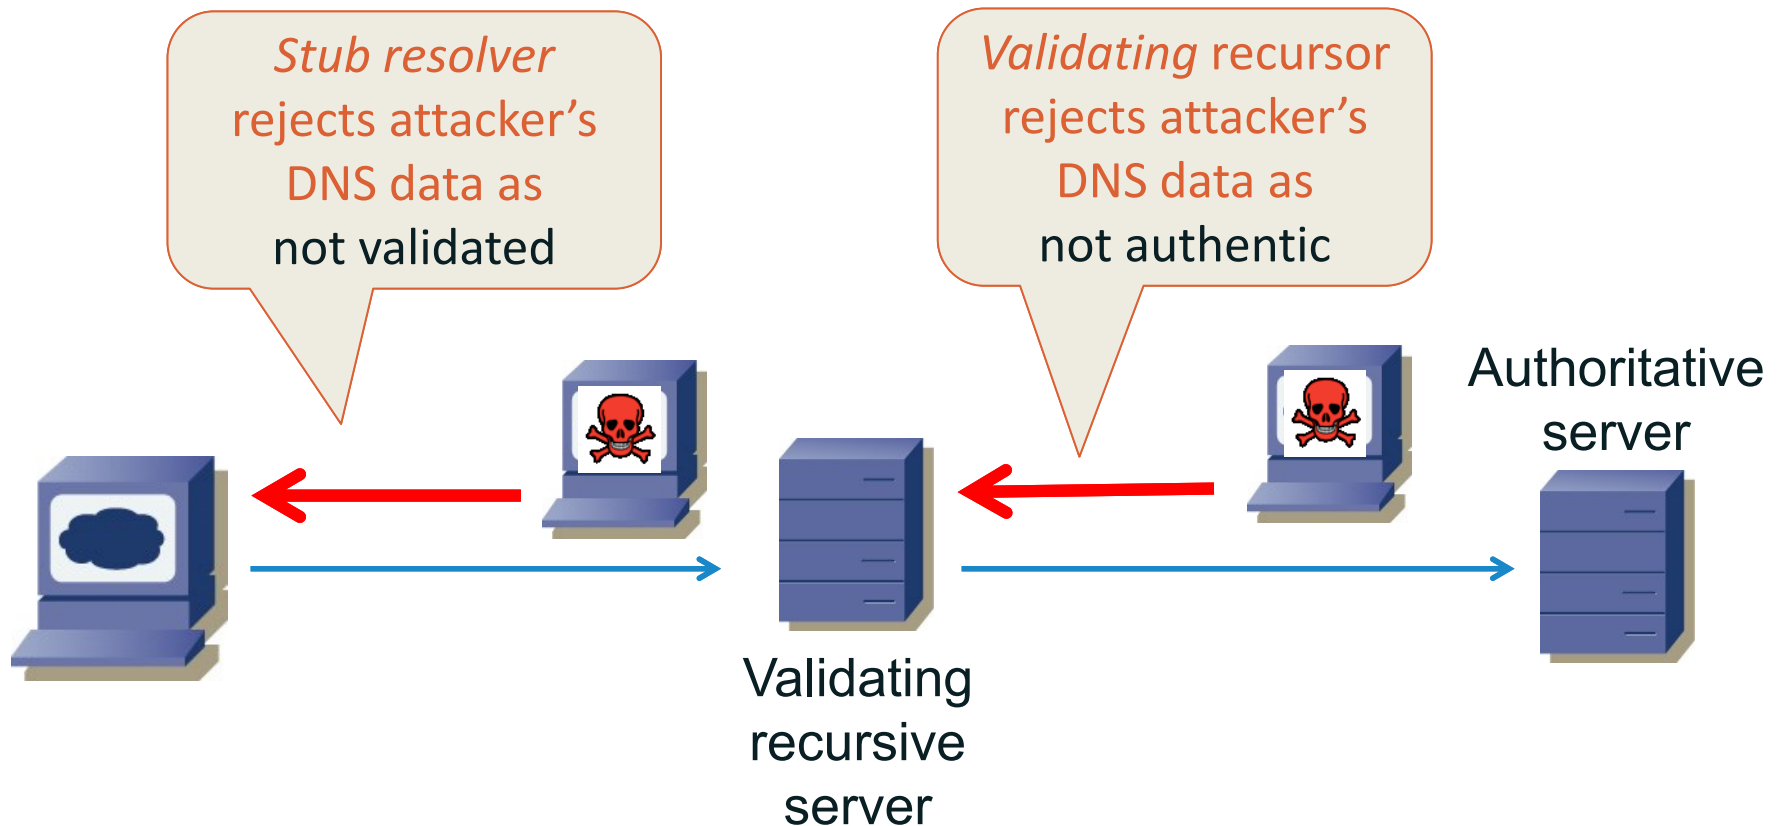 Stub resolver
rejects attacker’s
DNS data as
not validated
Validating recursor
rejects attacker’s
DNS data as
not authentic
Authoritative
server
Validating
recursive
server